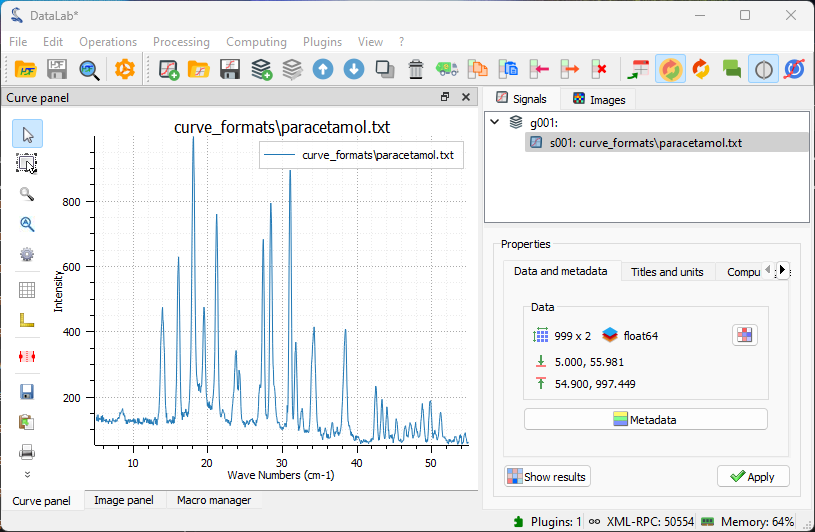 DataLab*
File Edit Operations Processing Computing Plugins View ?
Curve panel
curve_formats\paracetamol.txt
curve_formats\paracetamol.txt
800
600
400
200
Intensity
10 20 30 40 50
Wave Numbers (cm-1)
Curve panel Image panel Macro manager
Signals Images
g001:
s001: curve_formats\paracetamol.txt
Properties
Data and metadata Titles and units Compu
Data
999 x 2 float64
5.000, 55.981
54.900, 997.449
Metadata
Show results Apply
Plugins: 1 XML-RPC: 50554 Memory: 64%